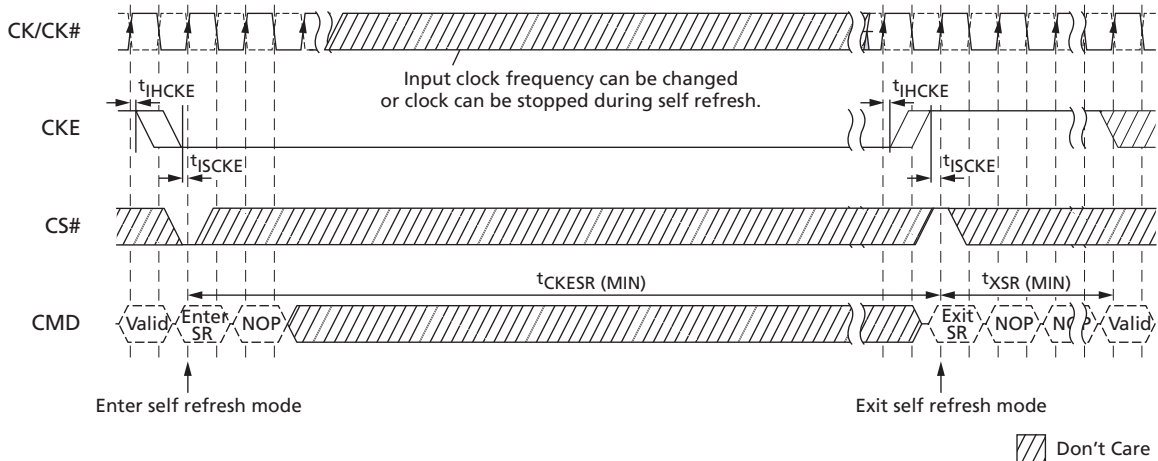 CK/CK#
Input clock frequency can be changed
or clock can be stopped during self refresh.
tIHCKE
tIHCKE
CKE
tISCKE
tISCKE
CS#
tCKESR (MIN)
tXSR (MIN)
CMD
Valid
Enter
SR
NOP
Exit
SR
NOP
NOP
Valid
Enter self refresh mode
Exit self refresh mode
Don't Care